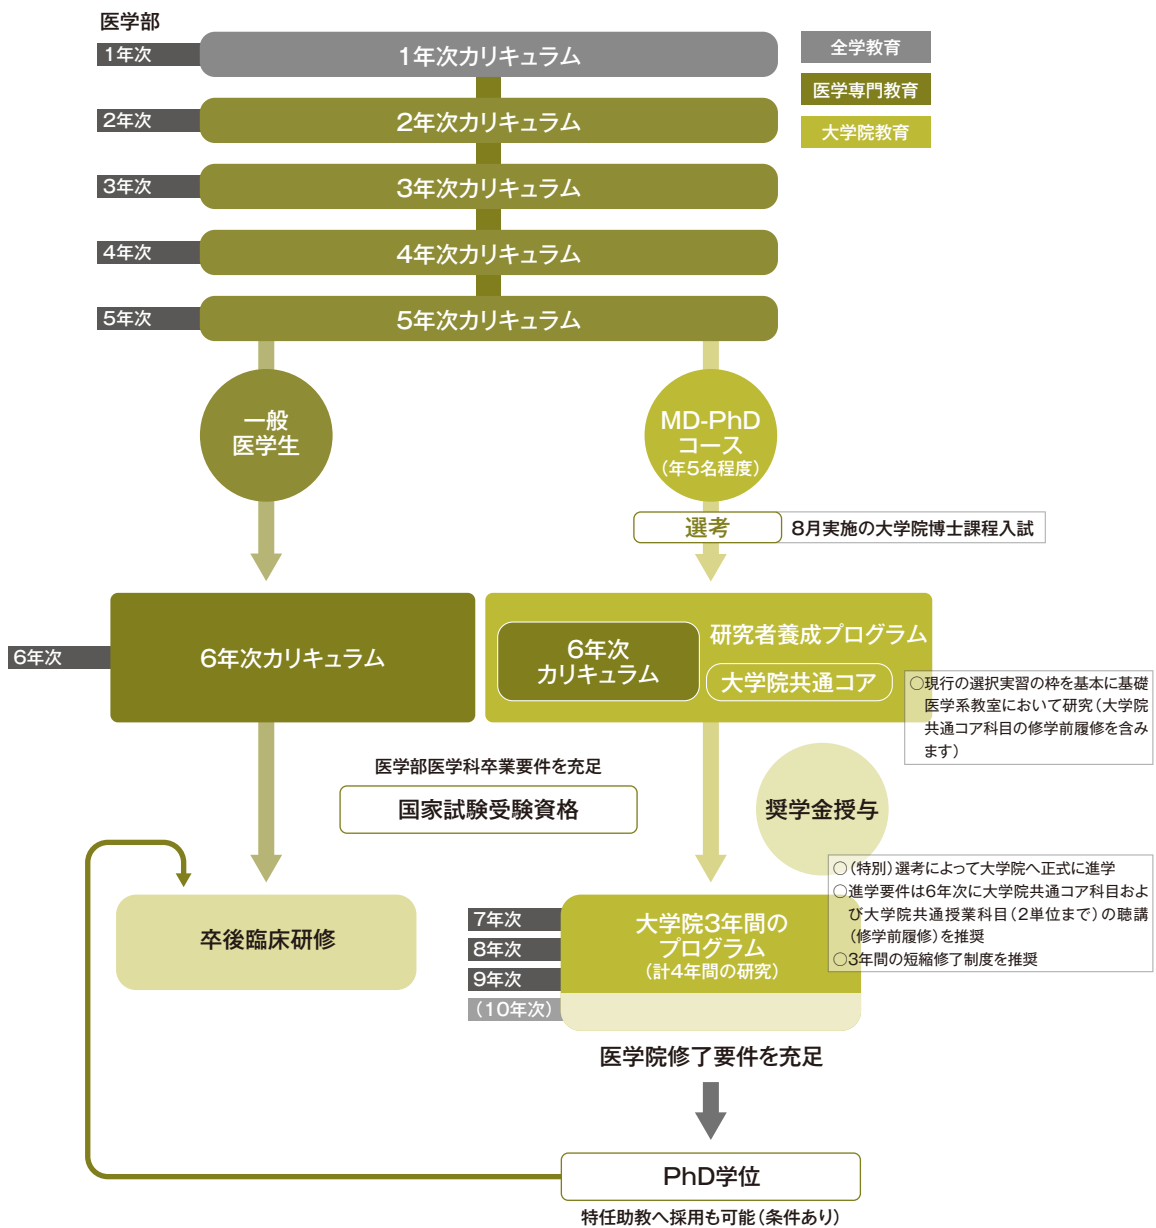 医学部
1年次
1年次カリキュラム
全学教育
医学専門教育
大学院教育
2年次
2年次カリキュラム
3年次
3年次カリキュラム
4年次
4年次カリキュラム
5年次
5年次カリキュラム
一般
医学生
MD-PhD
コース
(年5名程度)
選考
8月実施の大学院博士課程入試
6年次
6年次カリキュラム
6年次
カリキュラム
研究者養成プログラム
大学院共通コア
○現行の選択実習の枠を基本に基礎
医学系教室において研究(大学院
共通コア科目の修学前履修を含み
ます)
医学部医学科卒業要件を充足
国家試験受験資格
奨学金授与
○(特別)選考によって大学院へ正式に進学
○進学要件は6年次に大学院共通コア科目およ
び大学院共通授業科目(2単位まで)の聴講
(修学前履修)を推奨
○3年間の短縮修了制度を推奨
卒後臨床研修
7年次
8年次
9年次
(10年次)
大学院3年間の
プログラム
(計4年間の研究)
医学院修了要件を充足
PhD学位
特任助教へ採用も可能(条件あり)